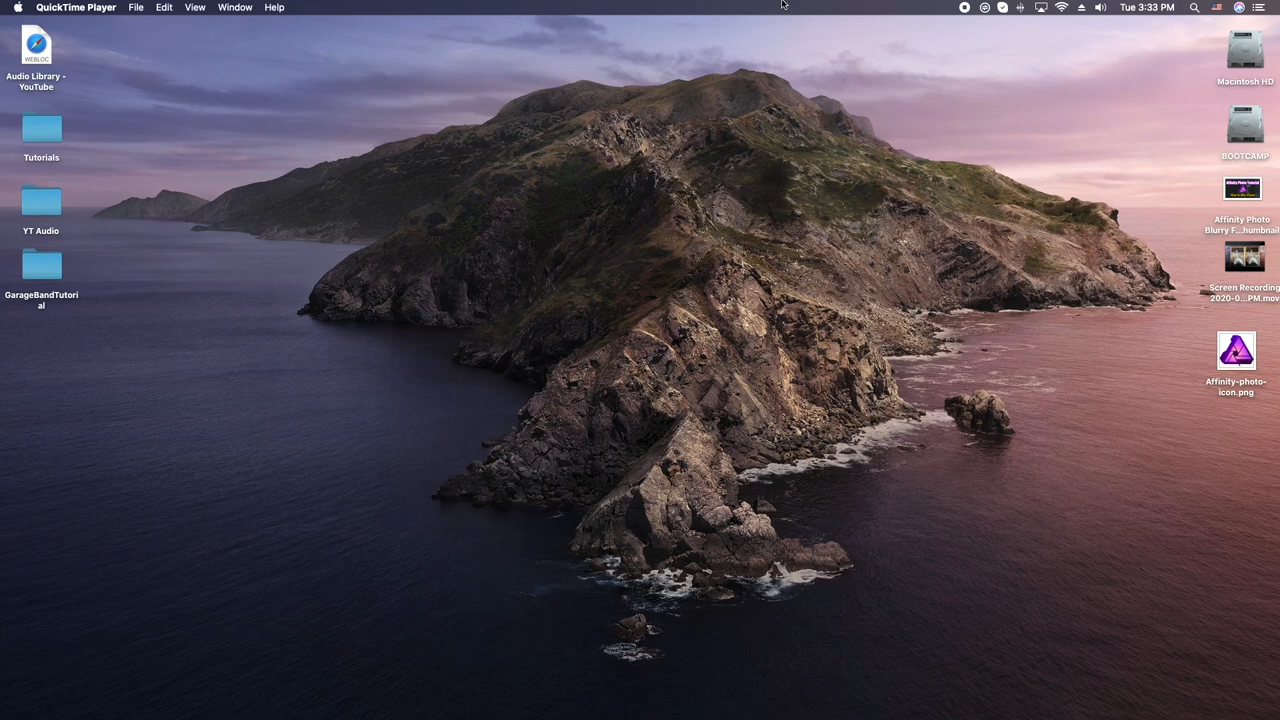 QuickTime Player File Edit View Window Help Tue 3:33 PM
WEBLOC
Audio Library -
YouTube
Tutorials
YT Audio
GarageBandTutori
al
Macintosh HD
BOOTCAMP
Affinity Photo
Blurry F...humbnail
Screen Recording
2020-0...PM.mov
Affinity-photo-
icon.png